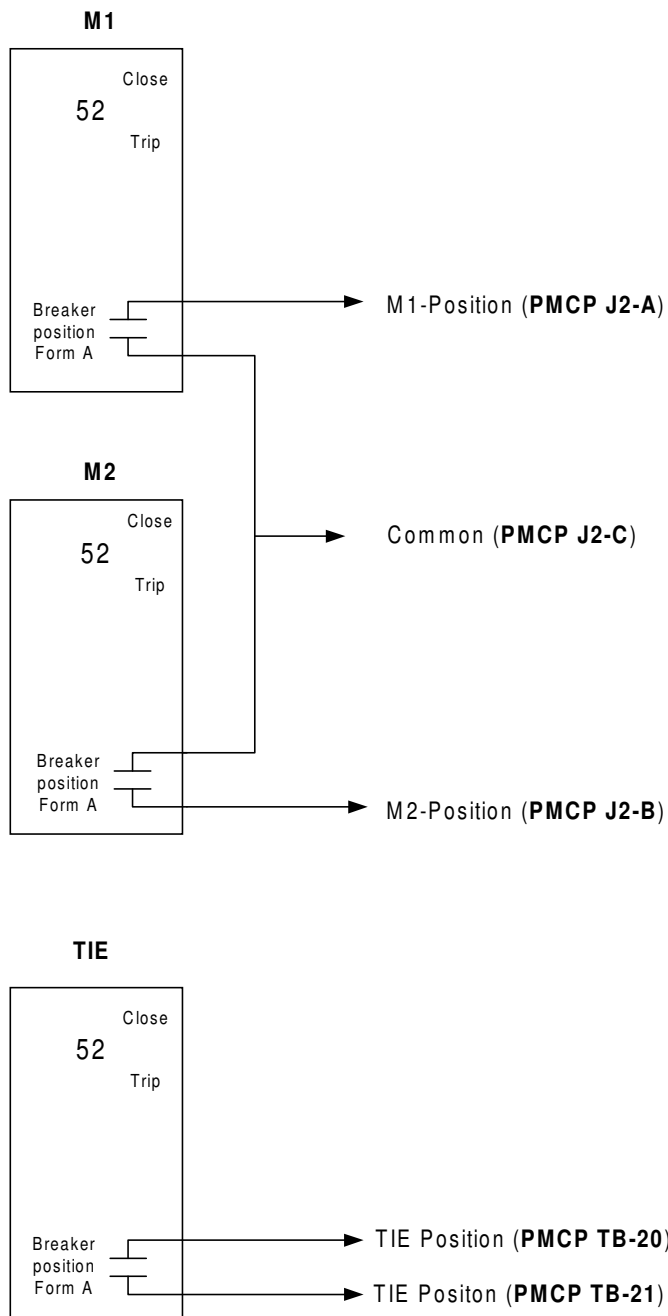 M1
Close
52
Trip
Breaker
position
Form A
M1-Position (PMCP J2-A)
M2
Close
52
Trip
Common (PMCP J2-C)
Breaker
position
Form A
M2-Position (PMCP J2-B)
TIE
Close
52
Trip
Breaker
position
Form A
TIE Position (PMCP TB-20)
TIE Positon (PMCP TB-21)